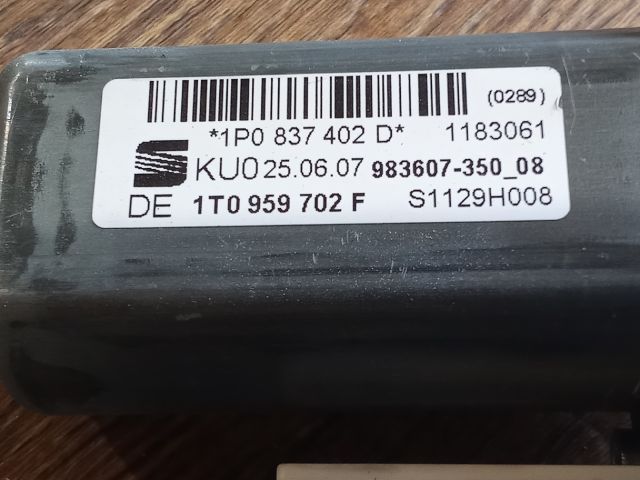 (0289)
*1P0 837 402 D* 1183061
KU0 25.06.07 983607-350_08
DE 1T0 959 702 F S1129H008